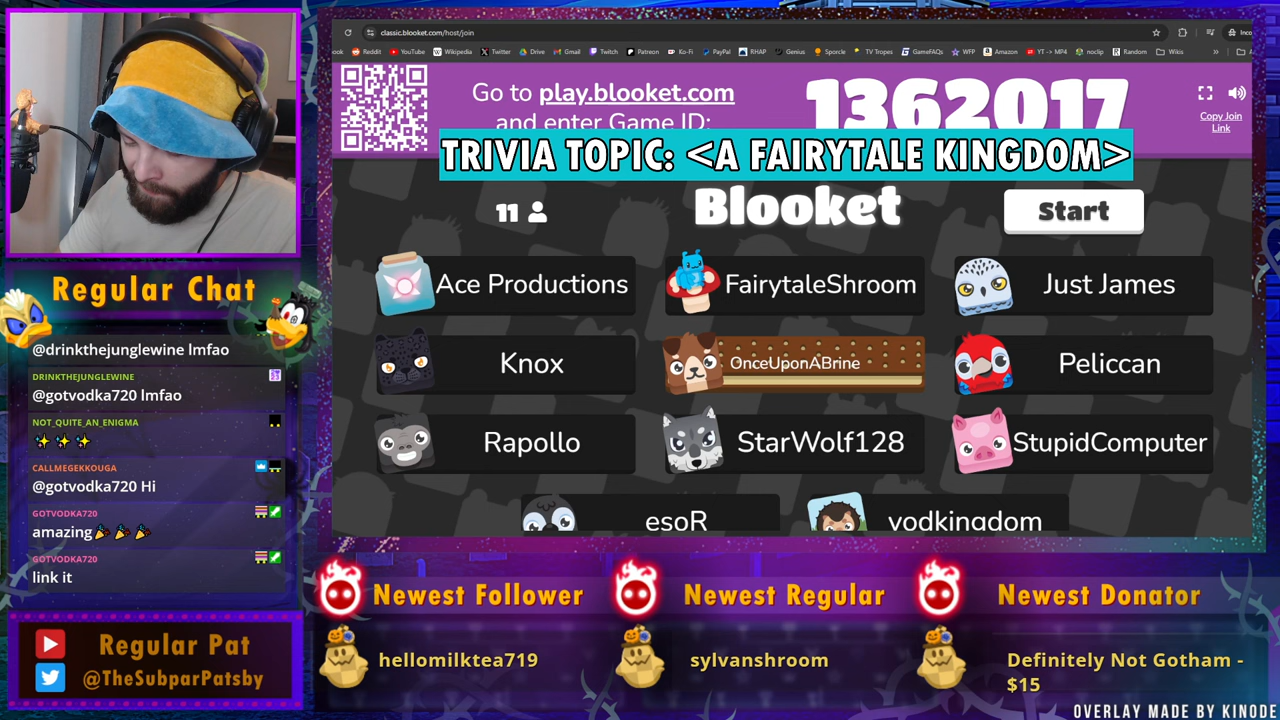 classic.blooket.com/host/join
Reddit YouTube Wikipedia Twitter Drive Gmail Twitch Patreon Ko-Fi PayPal RHAP Genius Sporcle TV Tropes GameFAQs WFP Amazon YT -> MP4 noclip Random Wikis
Go to play.blooket.com
and enter Game ID:
1362017
Copy Join
Link
TRIVIA TOPIC: <A FAIRYTALE KINGDOM>
11
Blooket
Start
Ace Productions
FairytaleShroom
Just James
Knox
OnceUponABrine
Peliccan
Rapollo
StarWolf128
StupidComputer
esoR
vodkingdom
Regular Chat
@drinkthejunglewine lmfao
DRINKTHEJUNGLEWINE
@gotvodka720 lmfao
NOT_QUITE_AN_ENIGMA
CALLMEGEKKOUGA
@gotvodka720 Hi
GOTVODKA720
amazing
GOTVODKA720
link it
Regular Pat
@TheSubparPatsby
Newest Follower
hellomilktea719
Newest Regular
sylvanshroom
Newest Donator
Definitely Not Gotham -
$15
OVERLAY MADE BY KINODE